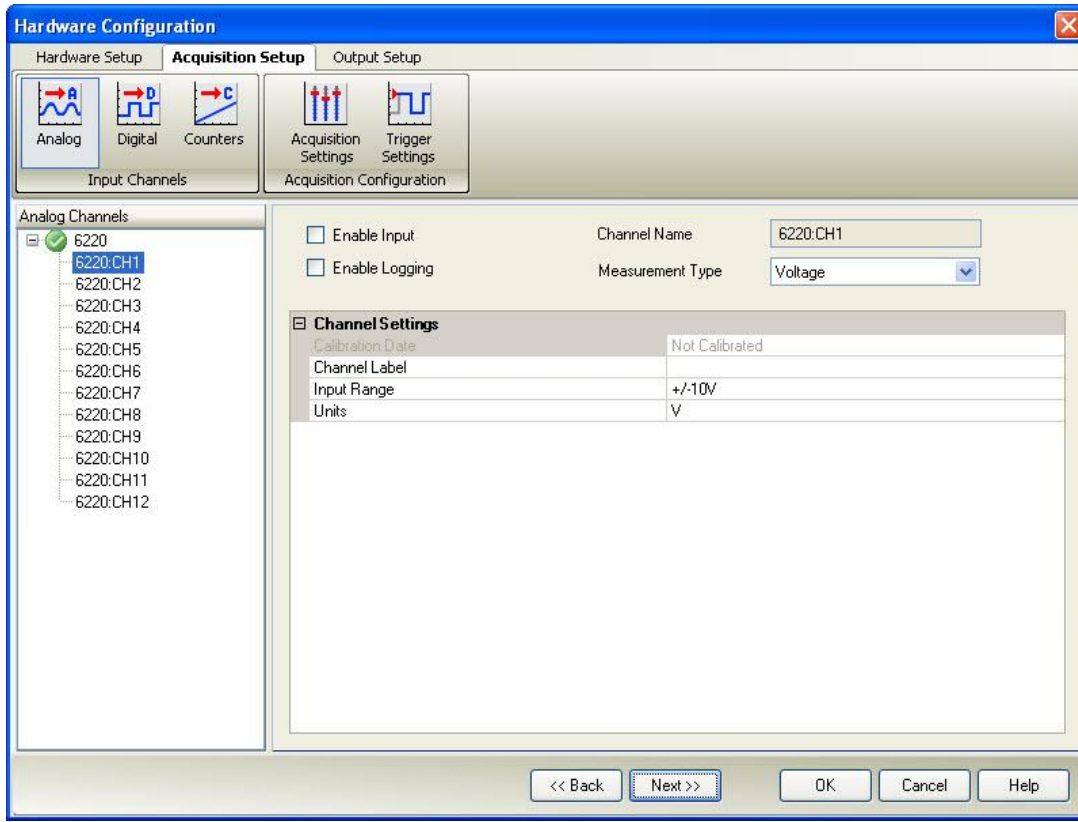 Hardware Configuration
Hardware Setup Acquisition Setup Output Setup
A D C
Analog Digital Counters Acquisition Settings Trigger Settings
Input Channels Acquisition Configuration
Analog Channels
6220
6220:CH1
6220:CH2
6220:CH3
6220:CH4
6220:CH5
6220:CH6
6220:CH7
6220:CH8
6220:CH9
6220:CH10
6220:CH11
6220:CH12
Enable Input Channel Name 6220:CH1
Enable Logging Measurement Type Voltage
Channel Settings
Calibration Date Not Calibrated
Channel Label
Input Range +/-10V
Units V
<< Back Next >> OK Cancel Help